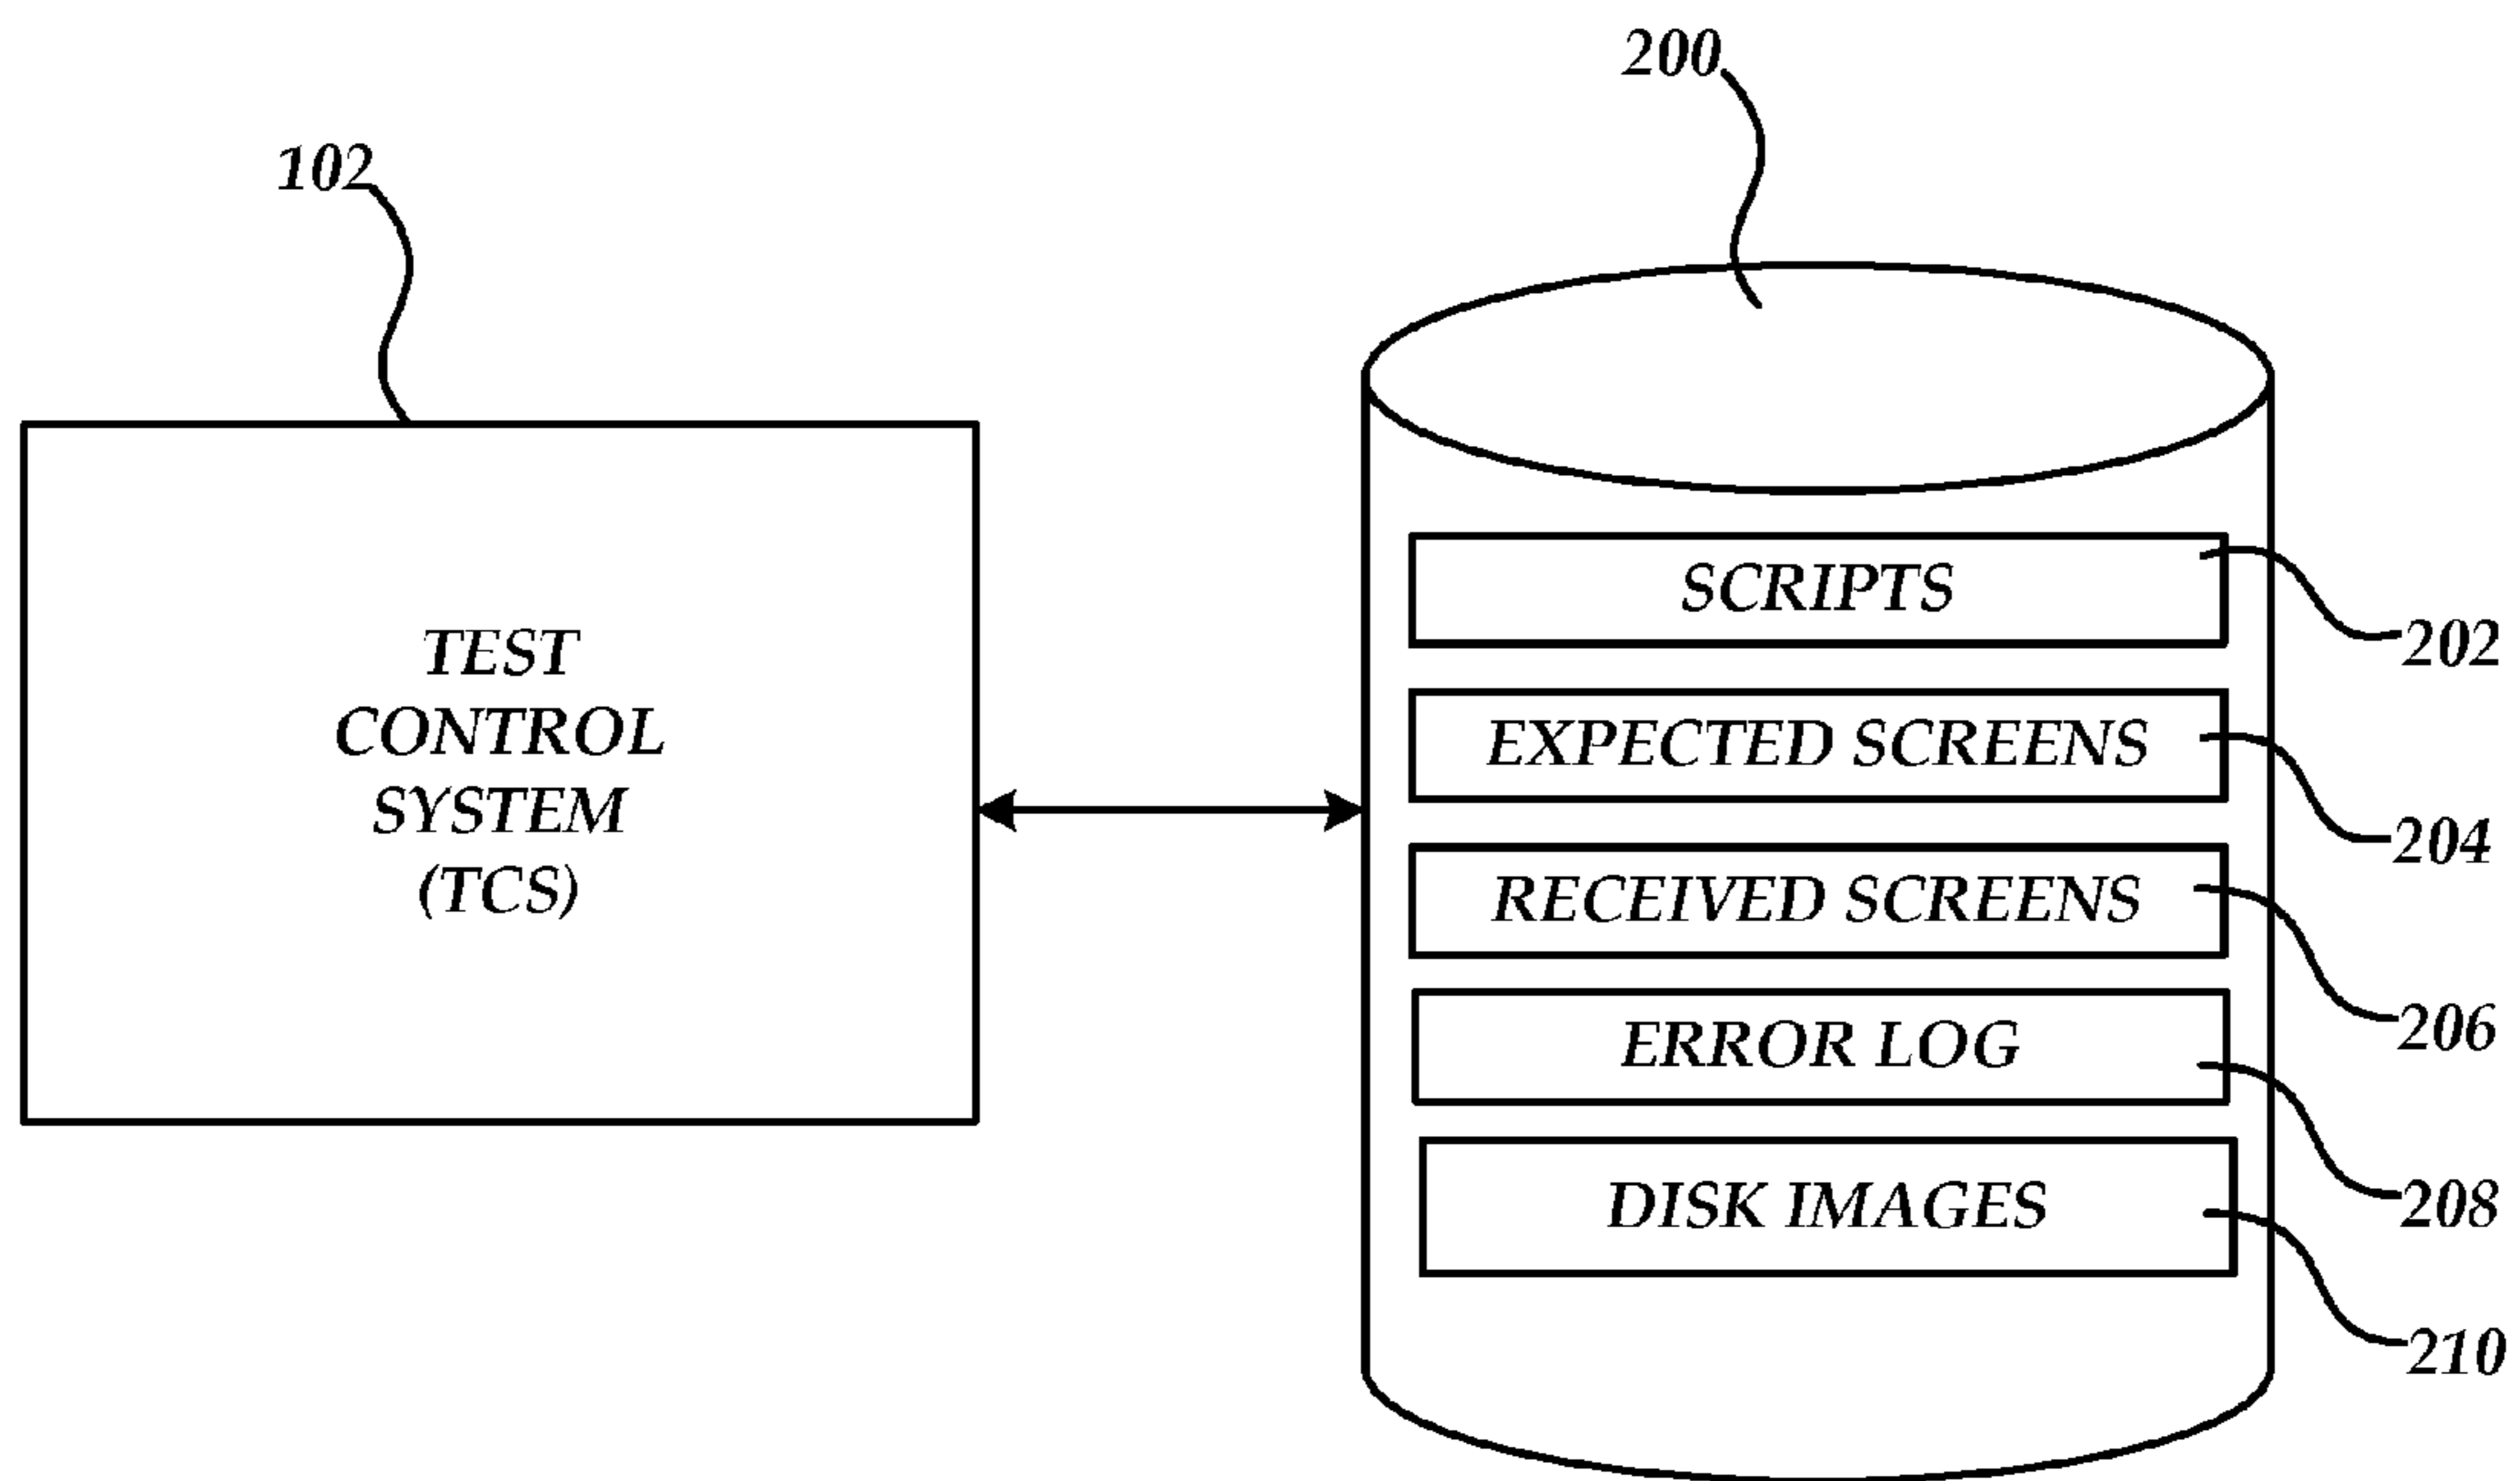 200
102
TEST
CONTROL
SYSTEM
(TCS)
SCRIPTS
202
EXPECTED SCREENS
204
RECEIVED SCREENS
206
ERROR LOG
208
DISK IMAGES
210